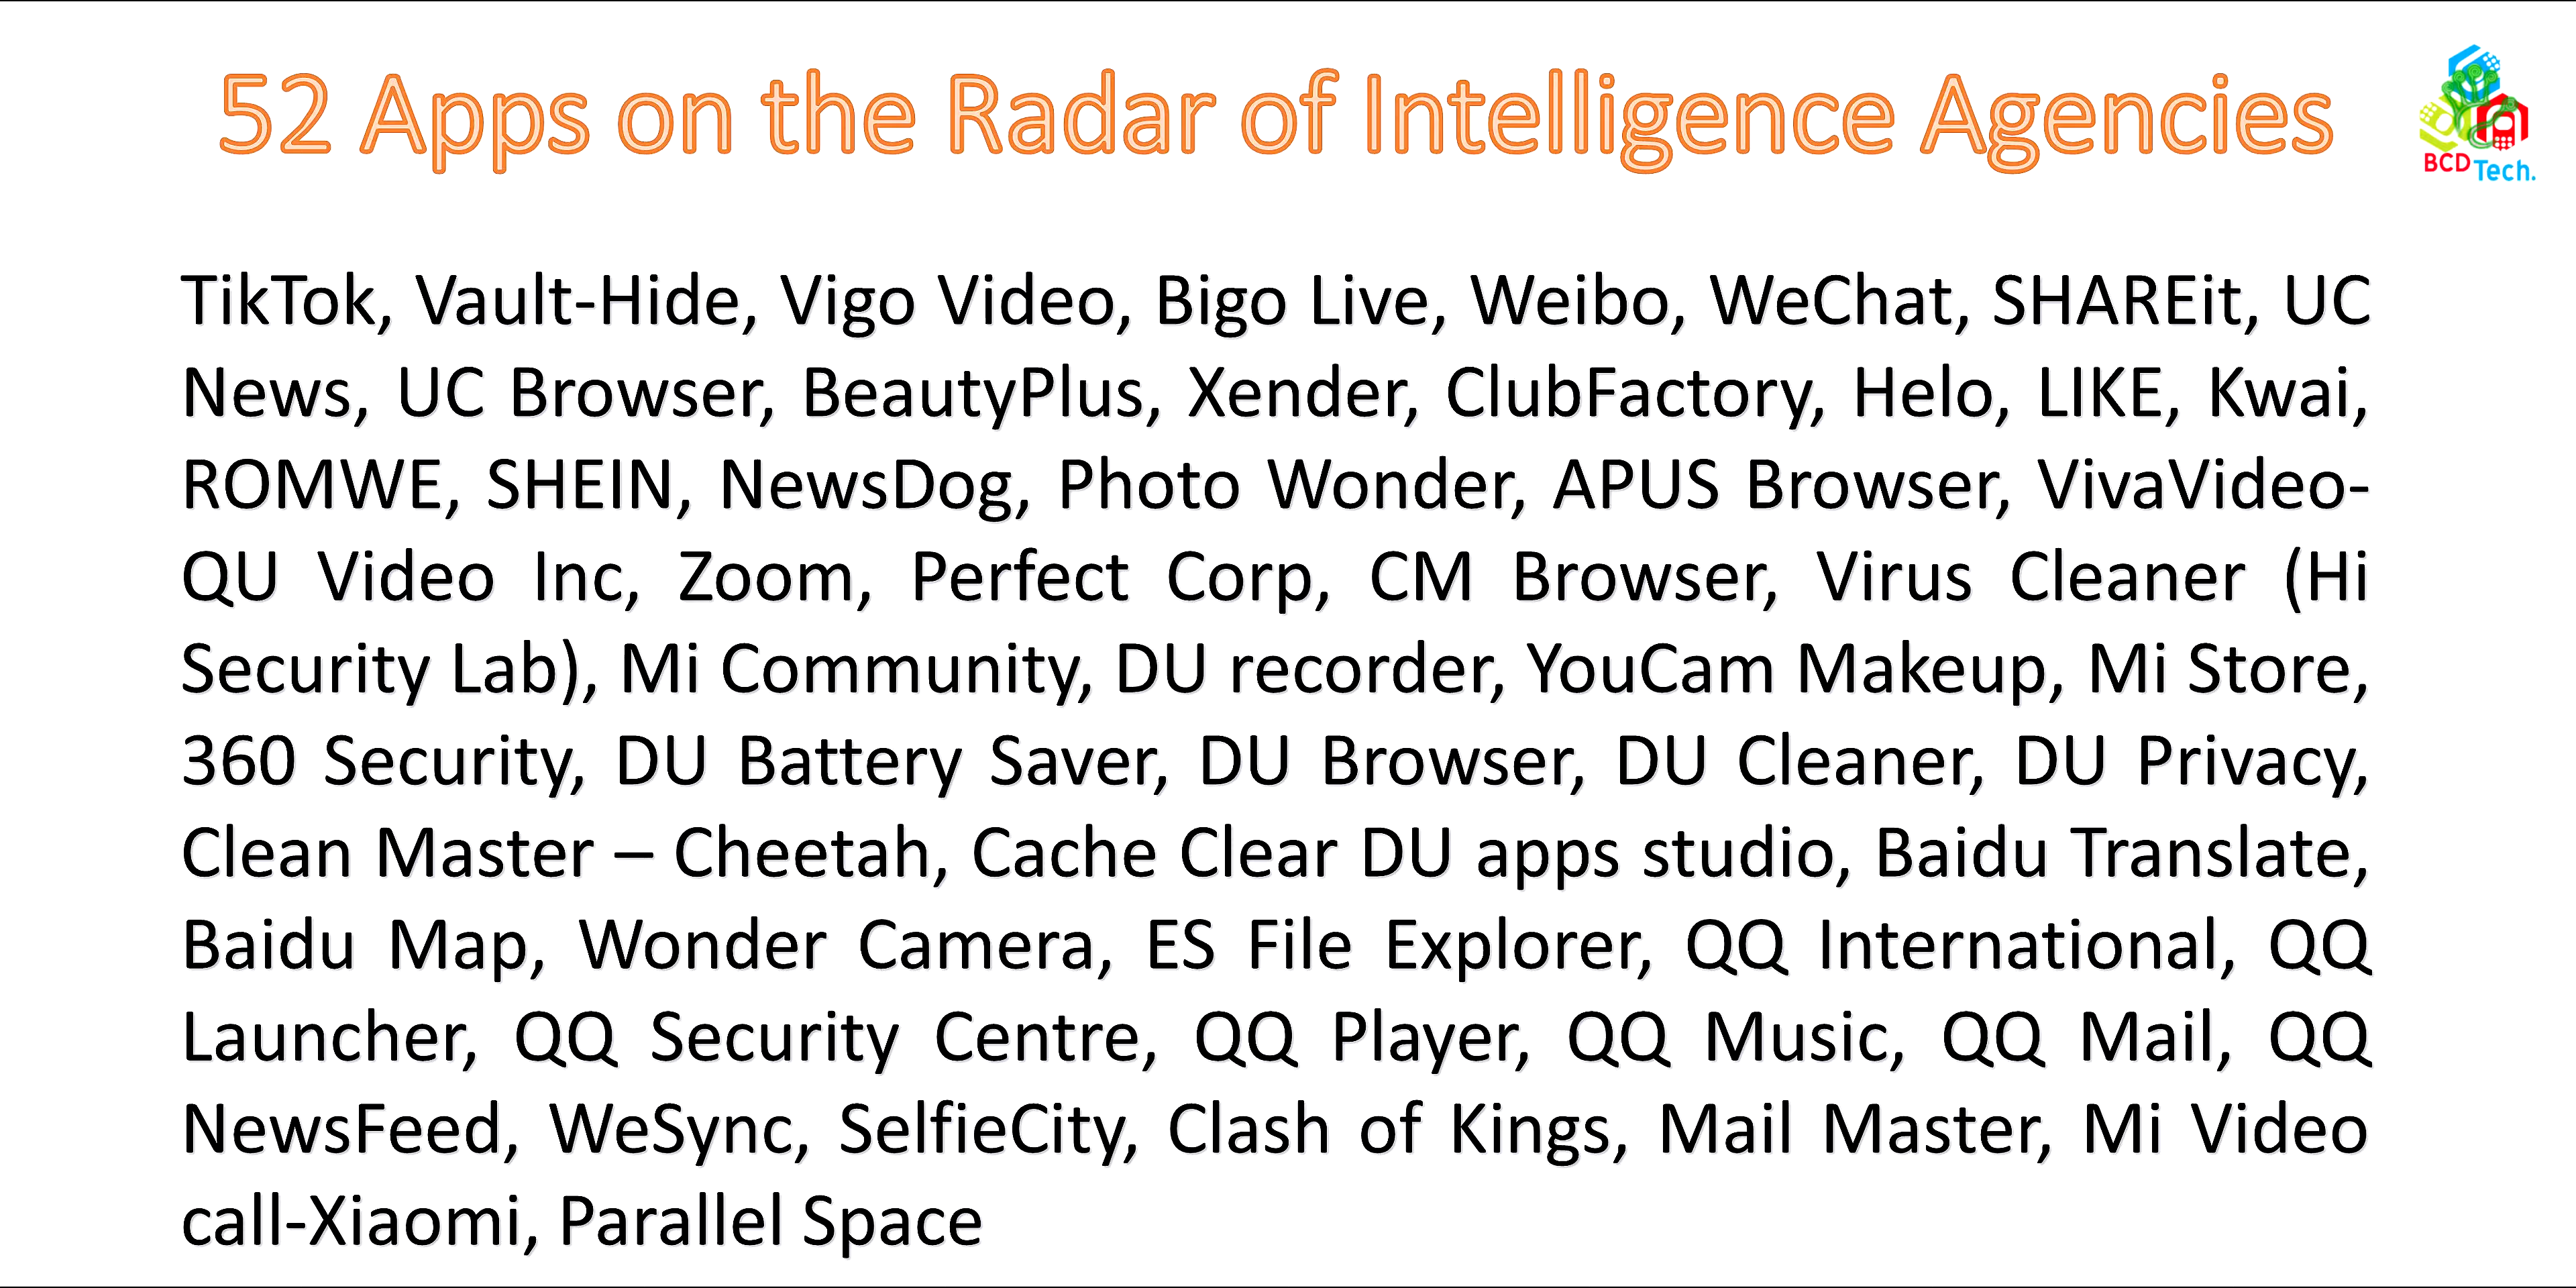 52 Apps on the Radar of Intelligence Agencies
BCD Tech.
TikTok, Vault-Hide, Vigo Video, Bigo Live, Weibo, WeChat, SHAREit, UC
News, UC Browser, BeautyPlus, Xender, ClubFactory, Helo, LIKE, Kwai,
ROMWE, SHEIN, NewsDog, Photo Wonder, APUS Browser, VivaVideo-
QU Video Inc, Zoom, Perfect Corp, CM Browser, Virus Cleaner (Hi
Security Lab), Mi Community, DU recorder, YouCam Makeup, Mi Store,
360 Security, DU Battery Saver, DU Browser, DU Cleaner, DU Privacy,
Clean Master – Cheetah, Cache Clear DU apps studio, Baidu Translate,
Baidu Map, Wonder Camera, ES File Explorer, QQ International, QQ
Launcher, QQ Security Centre, QQ Player, QQ Music, QQ Mail, QQ
NewsFeed, WeSync, SelfieCity, Clash of Kings, Mail Master, Mi Video
call-Xiaomi, Parallel Space